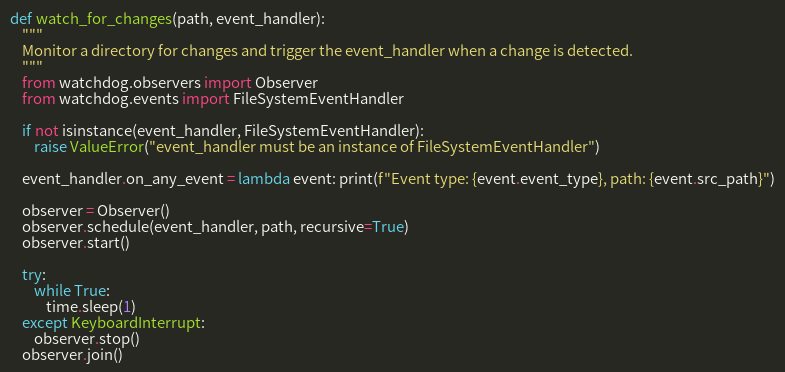 def watch_for_changes(path, event_handler):
    """
    Monitor a directory for changes and trigger the event_handler when a change is detected.
    """
    from watchdog.observers import Observer
    from watchdog.events import FileSystemEventHandler

    if not isinstance(event_handler, FileSystemEventHandler):
        raise ValueError("event_handler must be an instance of FileSystemEventHandler")

    event_handler.on_any_event = lambda event: print(f"Event type: {event.event_type}, path: {event.src_path}")

    observer = Observer()
    observer.schedule(event_handler, path, recursive=True)
    observer.start()

    try:
        while True:
            time.sleep(1)
    except KeyboardInterrupt:
        observer.stop()
    observer.join()